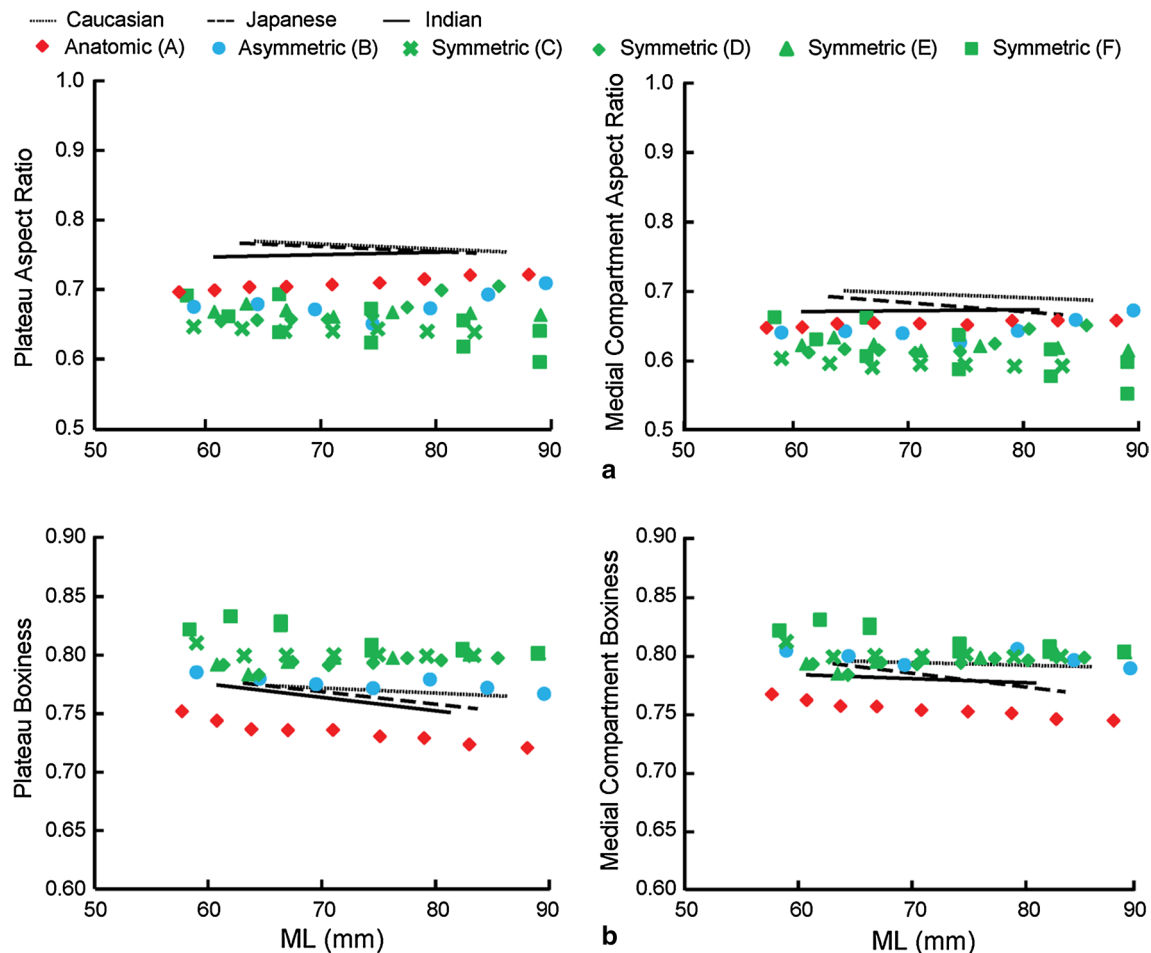 Caucasian Japanese Indian
Anatomic (A) Asymmetric (B) Symmetric (C) Symmetric (D) Symmetric (E) Symmetric (F)
Plateau Aspect Ratio
1.0
0.9
0.8
0.7
0.6
0.5
50 60 70 80 90
Medial Compartment Aspect Ratio
1.0
0.9
0.8
0.7
0.6
0.5
50 60 70 80 90
a
Plateau Boxiness
0.90
0.85
0.80
0.75
0.70
0.65
0.60
50 60 70 80 90
ML (mm)
Medial Compartment Boxiness
0.90
0.85
0.80
0.75
0.70
0.65
0.60
50 60 70 80 90
ML (mm)
b